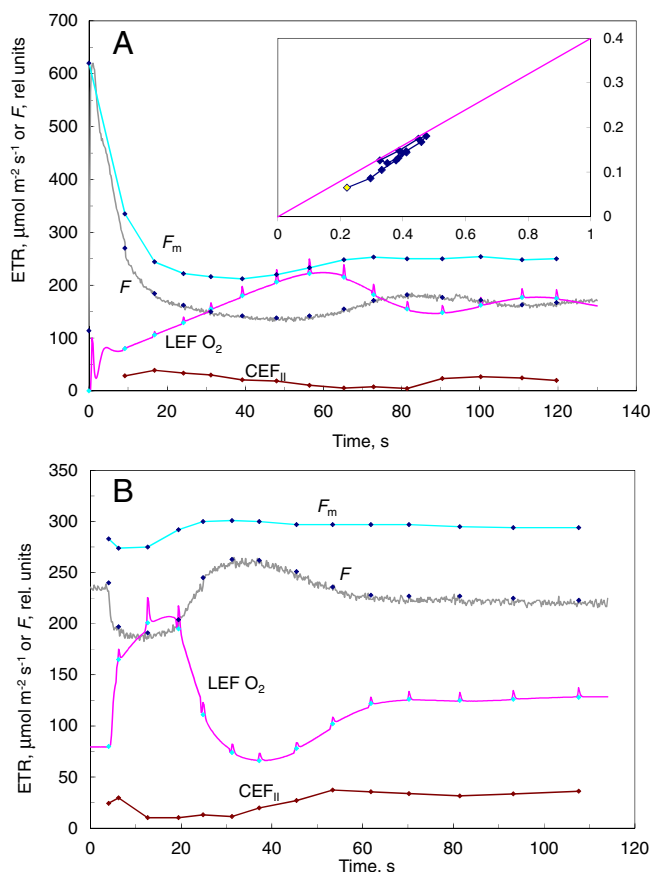 A
ETR, μmol m⁻² s⁻¹ or F, rel units
700
600
500
400
300
200
100
0
0.4
0.3
0.2
0.1
0
0 0.2 0.4 0.6 0.8 1
Fm
F
LEF O₂
CEF_II
0 20 40 60 80 100 120 140
Time, s
B
ETR, μmol m⁻² s⁻¹ or F, rel. units
350
300
250
200
150
100
50
0
Fm
F
LEF O₂
CEF_II
0 20 40 60 80 100 120
Time, s